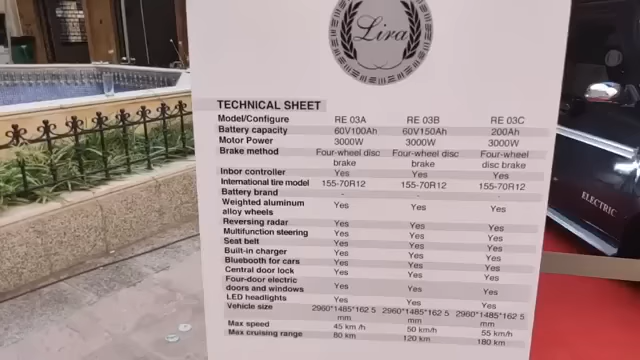 Lira
TECHNICAL SHEET
Model/Configure RE 03A RE 03B RE 03C
Battery capacity 60V100Ah 60V150Ah 200Ah
Motor Power 3000W 3000W 3000W
Brake method Four-wheel disc brake Four-wheel disc brake Four-wheel disc brake
Inbor controller Yes Yes Yes
International tire model 155-70R12 155-70R12 155-70R12
Battery brand - - -
Weighted aluminum alloy wheels Yes Yes Yes
Reversing radar Yes Yes Yes
Multifunction steering Yes Yes Yes
Seat belt Yes Yes Yes
Built-in charger Yes Yes Yes
Bluebooth for cars Yes Yes Yes
Central door lock Yes Yes Yes
Four-door electric doors and windows Yes Yes Yes
LED headlights Yes Yes Yes
Vehicle size 2960*1485*162 5 mm 2960*1485*162 5 mm 2960*1485*162 5 mm
Max speed 45 km /h 50 km/h 55 km/h
Max cruising range 80 km 120 km 180 km
ELECTRIC